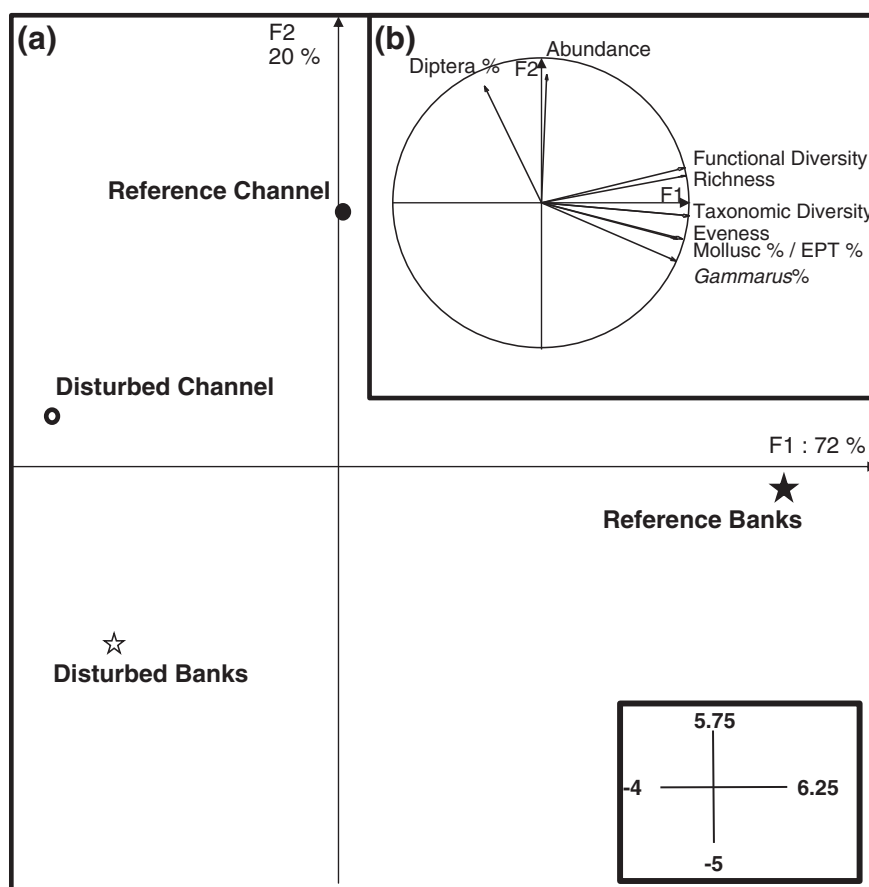 (a)
F2
20 %
(b)
Abundance
Diptera %
F2
Functional Diversity
Richness
F1
Taxonomic Diversity
Eveness
Mollusc % / EPT %
Gammarus%
Reference Channel
Disturbed Channel
F1 : 72 %
Reference Banks
Disturbed Banks
5.75
-4
6.25
-5